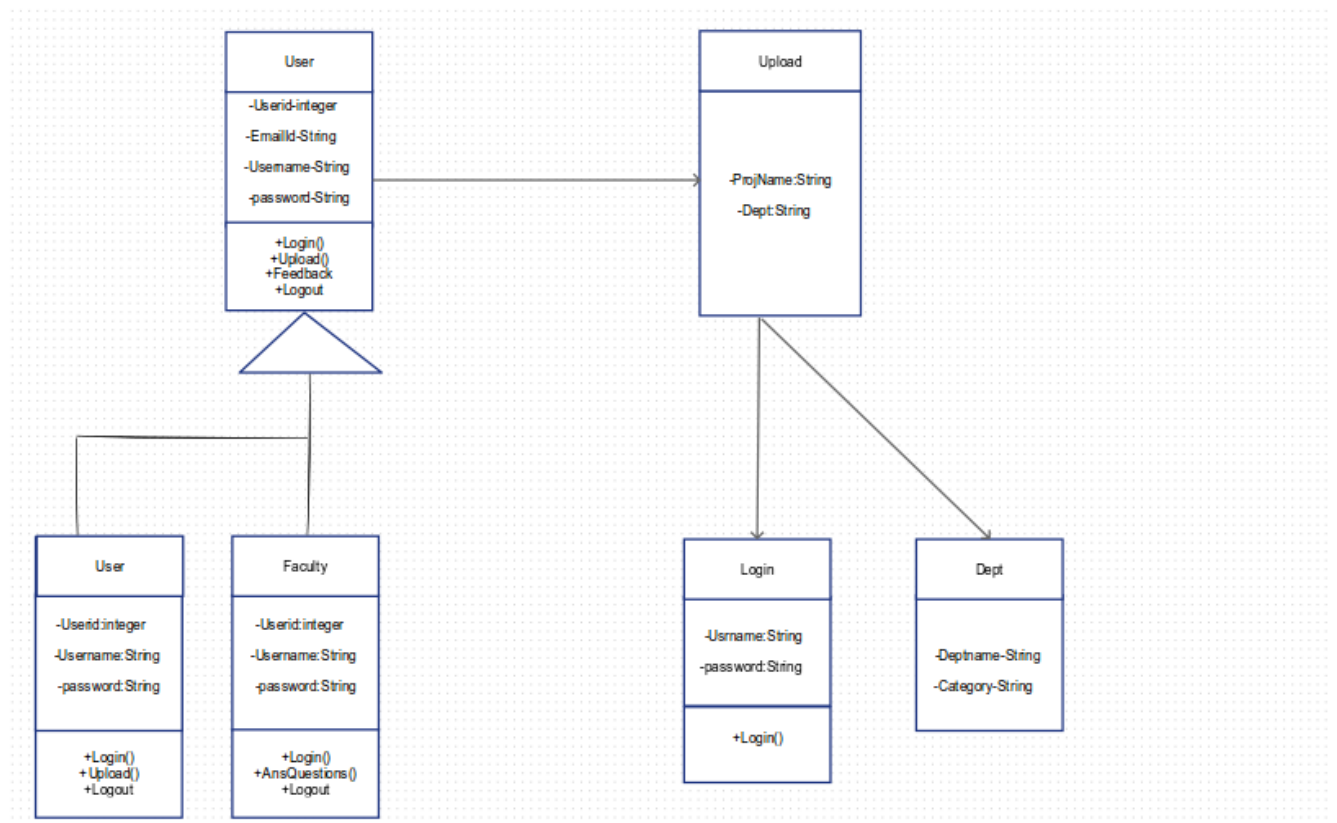 User
-Userid-integer
-EmailId-String
-Username-String
-password-String
+Login()
+Upload()
+Feedback
+Logout
Upload
-ProjName:String
-Dept:String
User
-Userid:integer
-Username:String
-password:String
+Login()
+Upload()
+Logout
Faculty
-Userid:integer
-Username:String
-password:String
+Login()
+AnsQuestions()
+Logout
Login
-Usrname:String
-password:String
+Login()
Dept
-Deptname-String
-Category-String